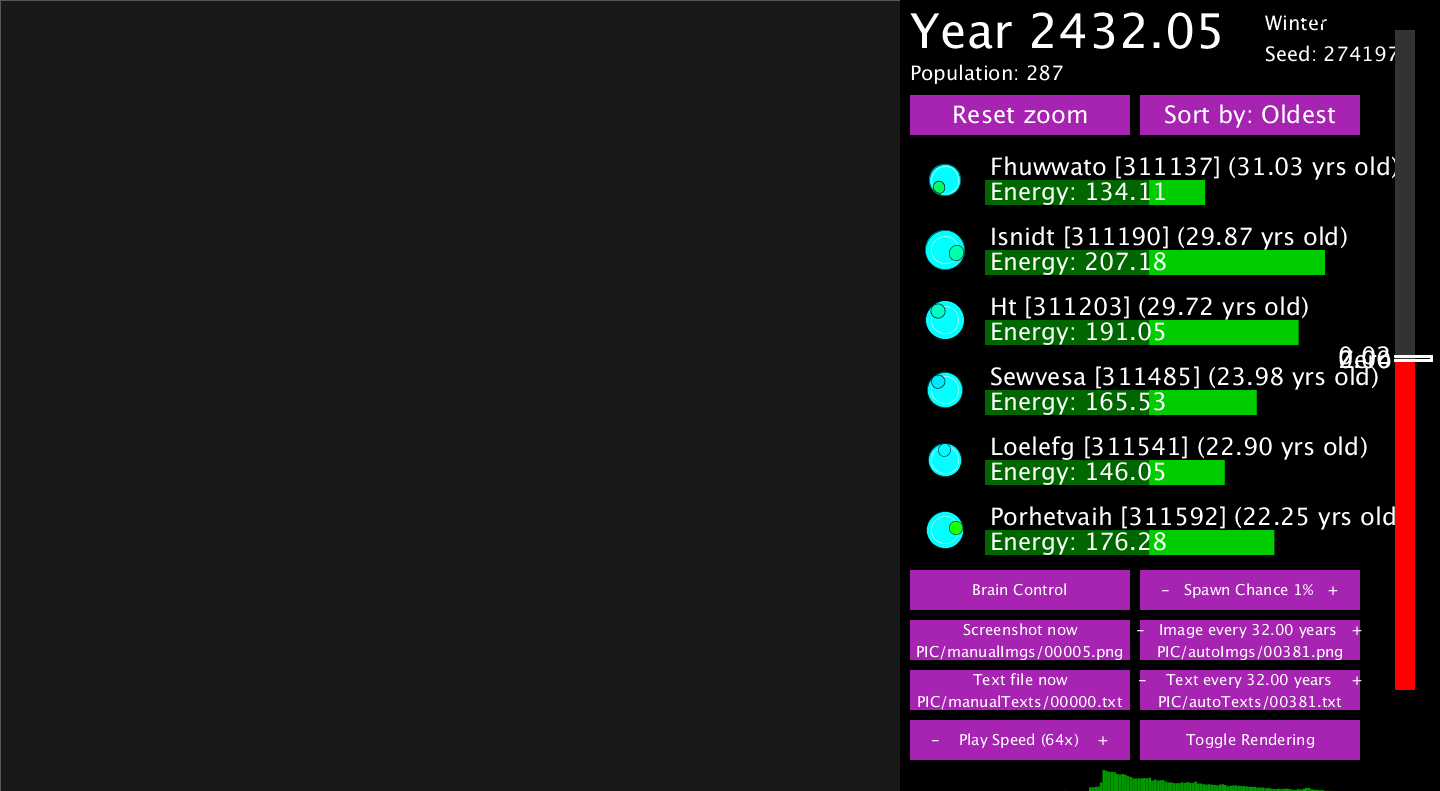 Year 2432.05
Winter
Seed: 274197
Population: 287
Reset zoom
Sort by: Oldest
Fhuwwato [311137] (31.03 yrs old)
Energy: 134.11
Isnidt [311190] (29.87 yrs old)
Energy: 207.18
Ht [311203] (29.72 yrs old)
Energy: 191.05
Zero
Sewvesa [311485] (23.98 yrs old)
Energy: 165.53
Loelefg [311541] (22.90 yrs old)
Energy: 146.05
Porhetvaih [311592] (22.25 yrs old
Energy: 176.28
Brain Control
- Spawn Chance 1% +
Screenshot now
PIC/manualImgs/00005.png
- Image every 32.00 years +
PIC/autoImgs/00381.png
Text file now
PIC/manualTexts/00000.txt
- Text every 32.00 years +
PIC/autoTexts/00381.txt
- Play Speed (64x) +
Toggle Rendering